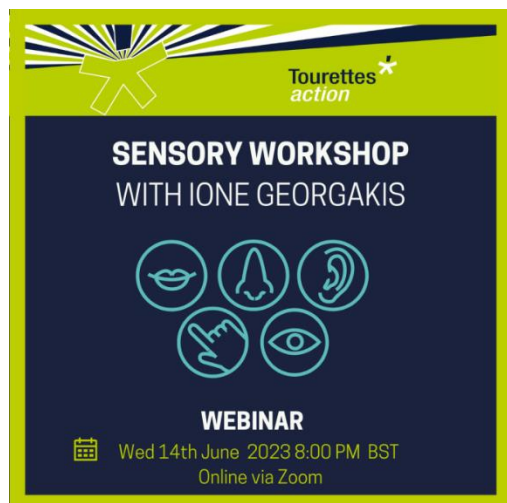 Tourettes
action
SENSORY WORKSHOP
WITH IONE GEORGAKIS
WEBINAR
Wed 14th June 2023 8:00 PM BST
Online via Zoom